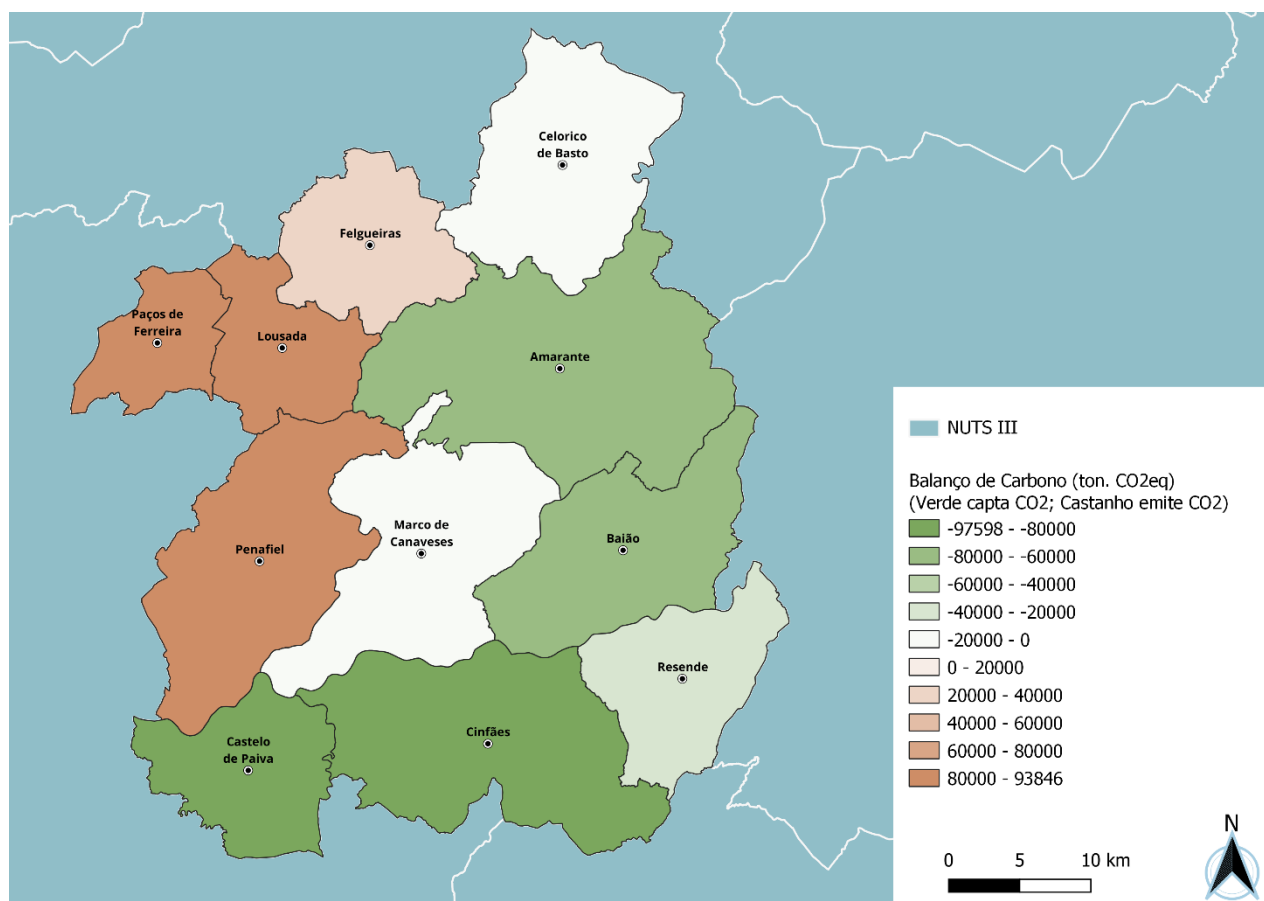 Celorico
de Basto
Felgueiras
Paços de
Ferreira
Lousada
Amarante
Marco de
Canaveses
Penafiel
Baião
Resende
Castelo
de Paiva
Cinfães
NUTS III
Balanço de Carbono (ton. CO2eq)
(Verde capta CO2; Castanho emite CO2)
-97598 - -80000
-80000 - -60000
-60000 - -40000
-40000 - -20000
-20000 - 0
0 - 20000
20000 - 40000
40000 - 60000
60000 - 80000
80000 - 93846
0 5 10 km
N